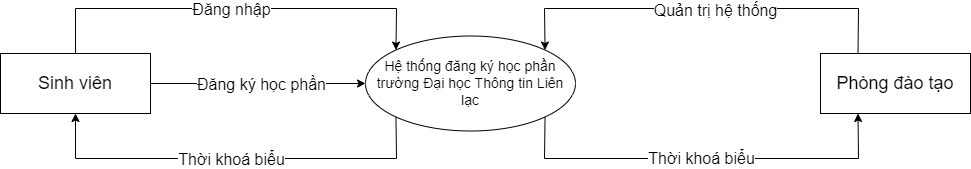 Đăng nhập
Quản trị hệ thống
Sinh viên
Đăng ký học phần
Hệ thống đăng ký học phần
trường Đại học Thông tin Liên
lạc
Phòng đào tạo
Thời khoá biểu
Thời khoá biểu